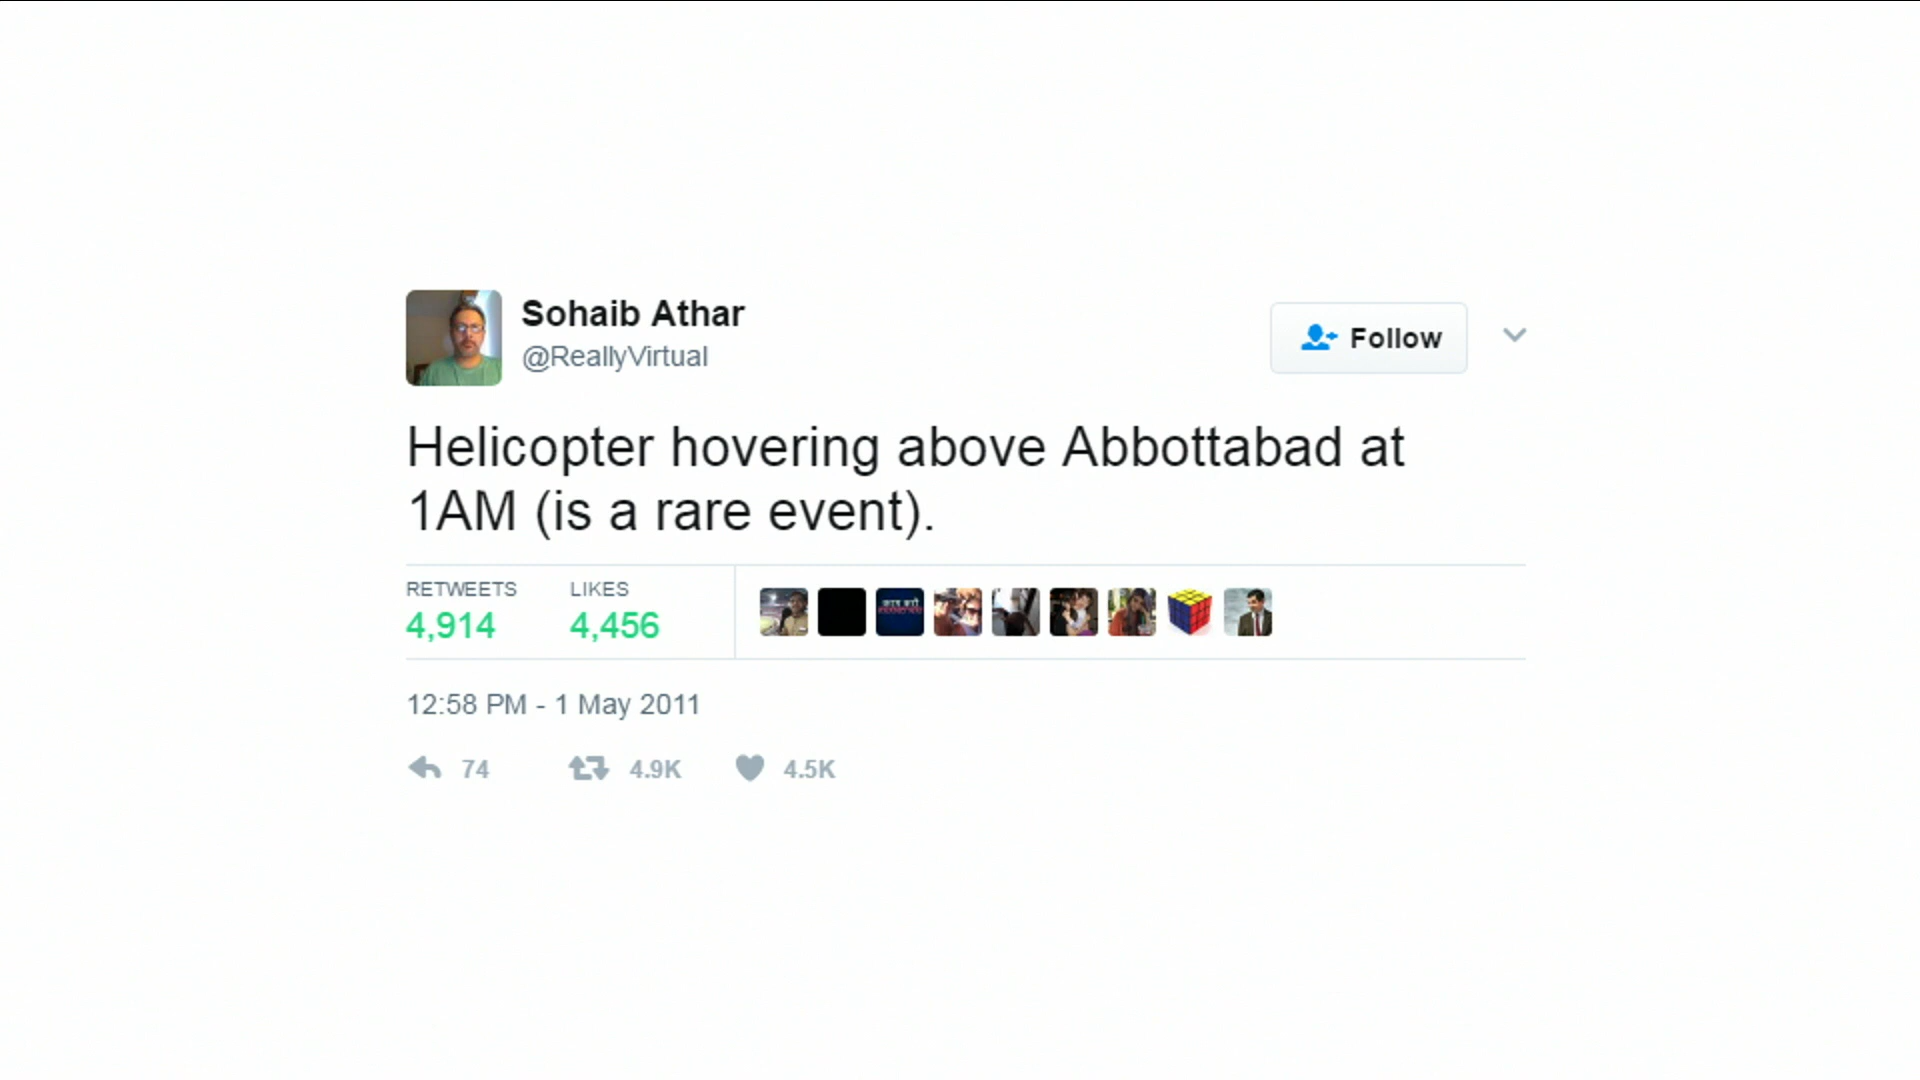 Sohaib Athar
@ReallyVirtual
Follow
Helicopter hovering above Abbottabad at
1AM (is a rare event).
RETWEETS LIKES
4,914 4,456
12:58 PM - 1 May 2011
74 4.9K 4.5K